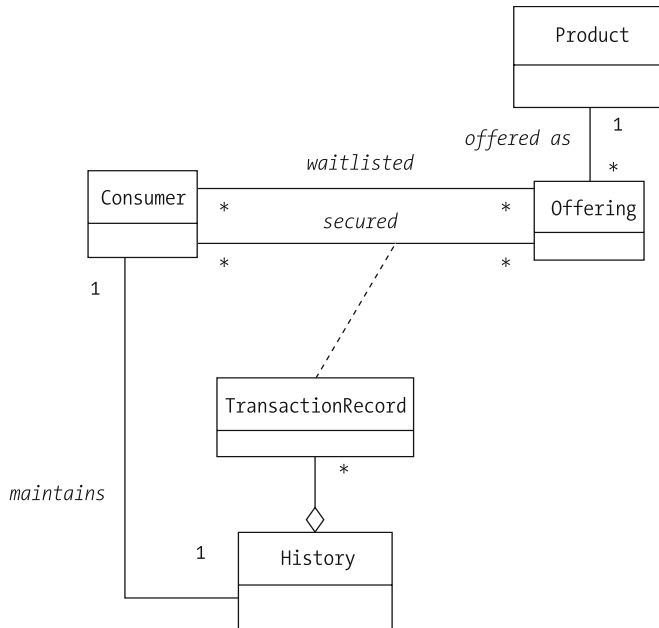 Product
offered as
1
*
waitlisted
Consumer
*
*
Offering
secured
*
*
1
TransactionRecord
*
maintains
1
History